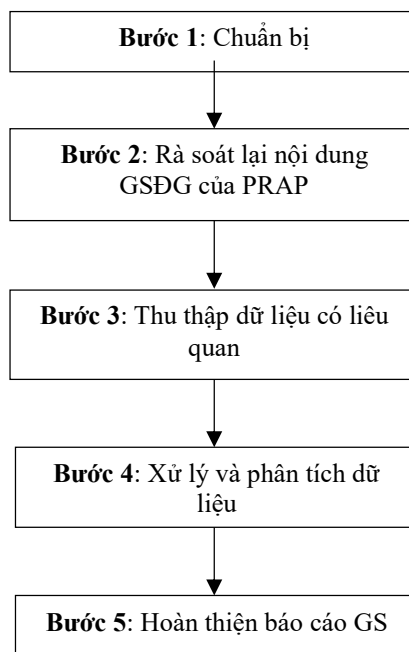 Bước 1: Chuẩn bị
Bước 2: Rà soát lại nội dung
GSĐG của PRAP
Bước 3: Thu thập dữ liệu có liêu
quan
Bước 4: Xử lý và phân tích dữ
liệu
Bước 5: Hoàn thiện báo cáo GS